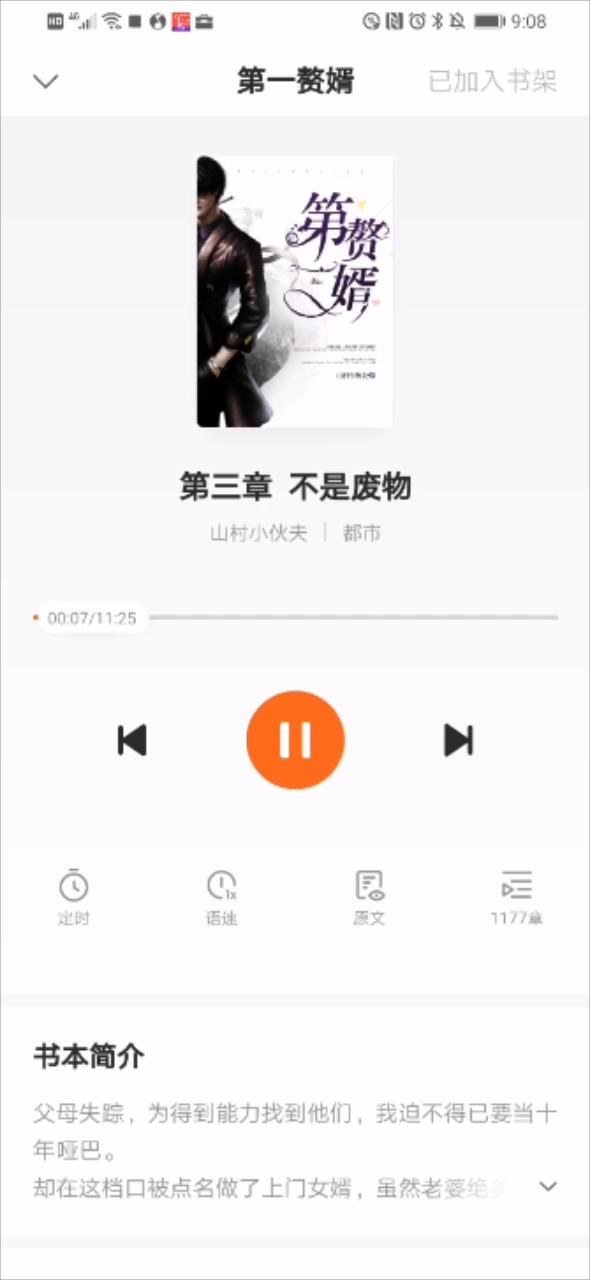 HD 4G 9:08
第一赘婿 已加入书架
第一赘婿
第三章 不是废物
山村小伙夫 | 都市
00:07/11:25
定时 语速 1x 原文 1177章
书本简介
父母失踪，为得到能力找到他们，我迫不得已要当十
年哑巴。
却在这档口被点名做了上门女婿，虽然老婆绝美